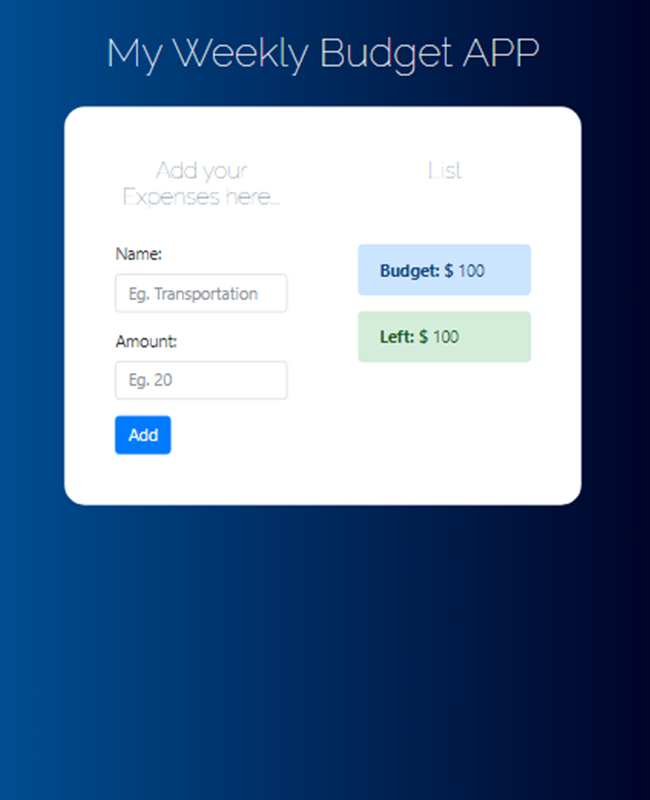 My Weekly Budget APP
Add your
Expenses here...
Name:
Eg. Transportation
Amount:
Eg. 20
Add
List
Budget: $ 100
Left: $ 100